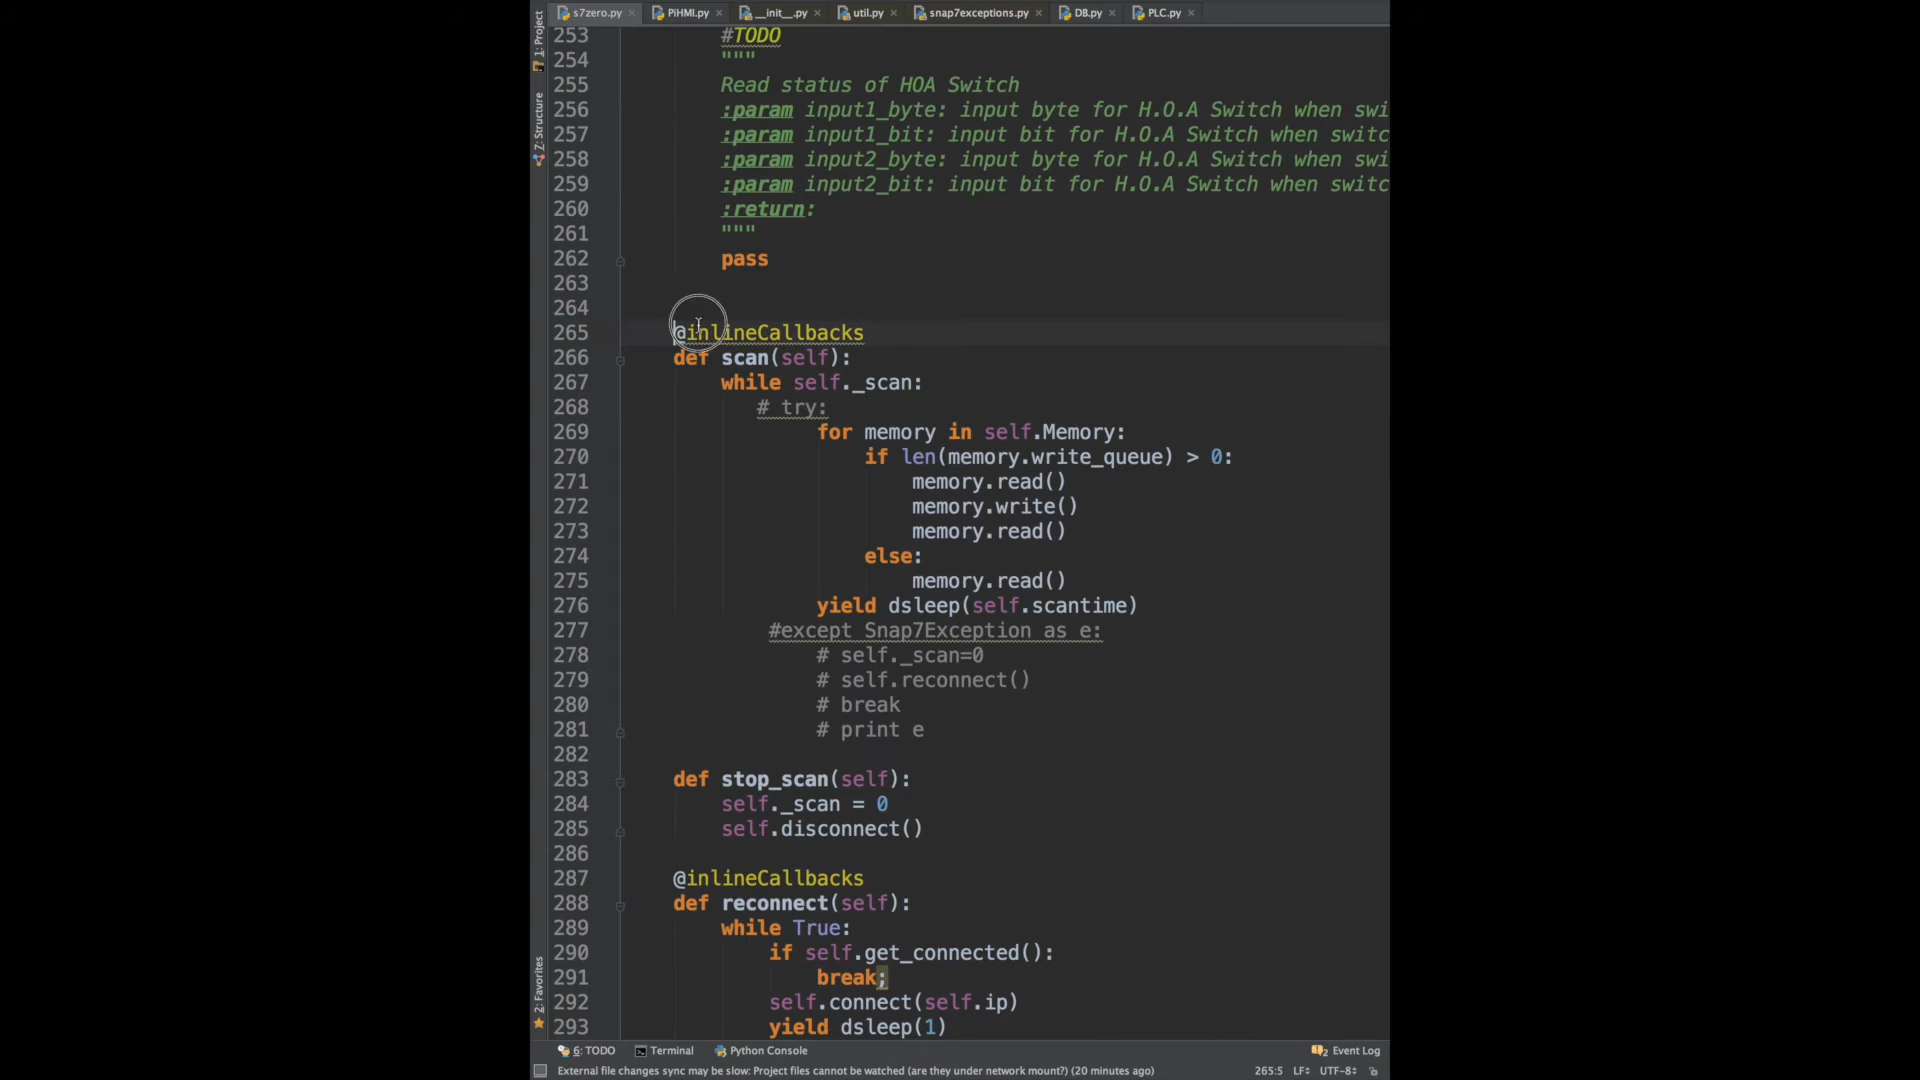 s7zero.py
PiHMI.py
__init__.py
util.py
snap7exceptions.py
DB.py
PLC.py
1: Project
Z: Structure
2: Favorites
253 #TODO
254 """
255 Read status of HOA Switch
256 :param input1_byte: input byte for H.O.A Switch when swi
257 :param input1_bit: input bit for H.O.A Switch when switc
258 :param input2_byte: input byte for H.O.A Switch when swi
259 :param input2_bit: input bit for H.O.A Switch when switc
260 :return:
261 """
262 pass
263
264
265 @inlineCallbacks
266 def scan(self):
267 while self._scan:
268 # try:
269 for memory in self.Memory:
270 if len(memory.write_queue) > 0:
271 memory.read()
272 memory.write()
273 memory.read()
274 else:
275 memory.read()
276 yield dsleep(self.scantime)
277 #except Snap7Exception as e:
278 # self._scan=0
279 # self.reconnect()
280 # break
281 # print e
282
283 def stop_scan(self):
284 self._scan = 0
285 self.disconnect()
286
287 @inlineCallbacks
288 def reconnect(self):
289 while True:
290 if self.get_connected():
291 break;
292 self.connect(self.ip)
293 yield dsleep(1)
6: TODO
Terminal
Python Console
2 Event Log
External file changes sync may be slow: Project files cannot be watched (are they under network mount?) (20 minutes ago)
265:5 LF UTF-8